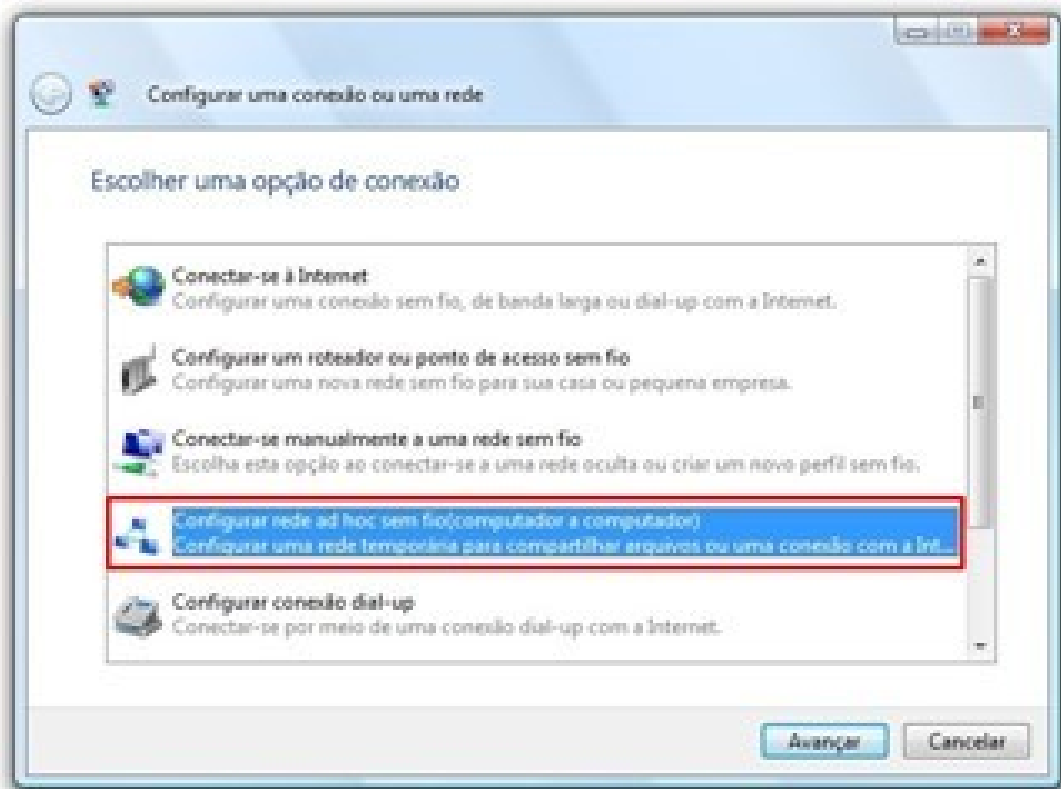 Configurar uma conexão ou uma rede
Escolher uma opção de conexão
Conectar-se à Internet
Configurar uma conexão sem fio, de banda larga ou dial-up com a Internet.
Configurar um roteador ou ponto de acesso sem fio
Configurar uma nova rede sem fio para sua casa ou pequena empresa.
Conectar-se manualmente a uma rede sem fio
Escolha esta opção ao conectar-se a uma rede oculta ou criar um novo perfil sem fio.
Configurar rede ad hoc sem fio(computador a computador)
Configurar uma rede temporária para compartilhar arquivos ou uma conexão com a Int...
Configurar conexão dial-up
Conectar-se por meio de uma conexão dial-up com a Internet.
Avançar
Cancelar